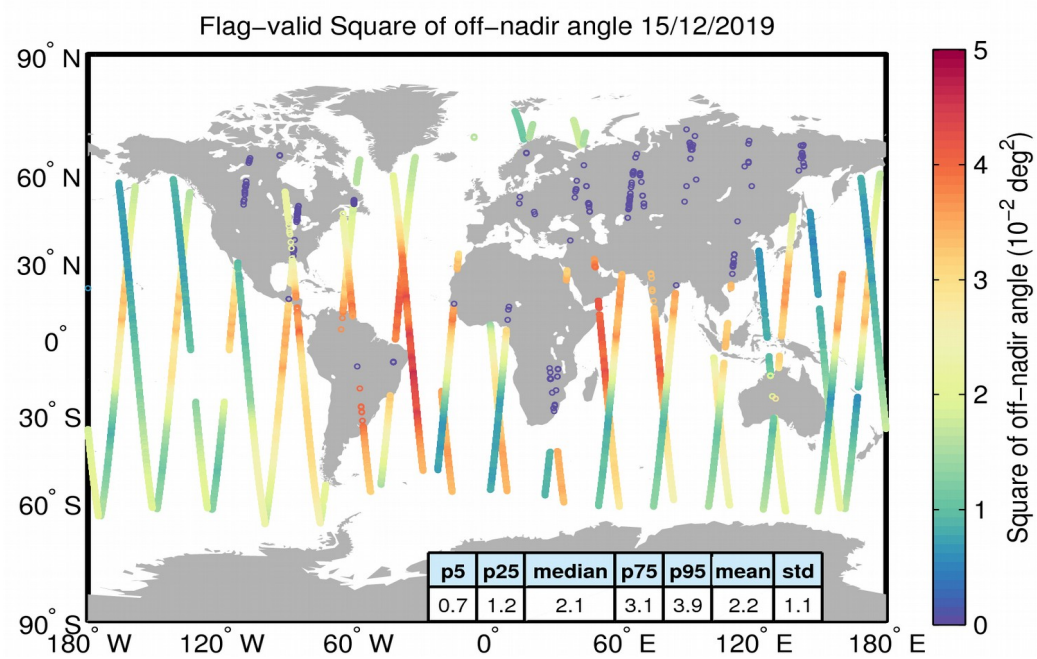 Flag−valid Square of off−nadir angle 15/12/2019
90° N
60° N
30° N
0°
30° S
60° S
90° S
180° W
120° W
60° W
0°
60° E
120° E
180° E
p5 p25 median p75 p95 mean std
0.7 1.2 2.1 3.1 3.9 2.2 1.1
5
4
3
2
1
0
Square of off−nadir angle (10⁻² deg²)